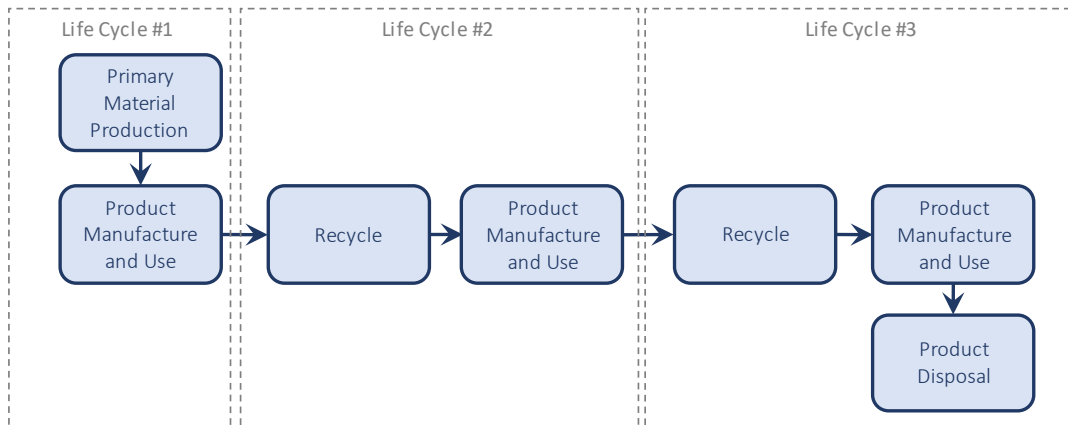 Life Cycle #1
Primary
Material
Production
Product
Manufacture
and Use
Life Cycle #2
Recycle
Product
Manufacture
and Use
Life Cycle #3
Recycle
Product
Manufacture
and Use
Product
Disposal